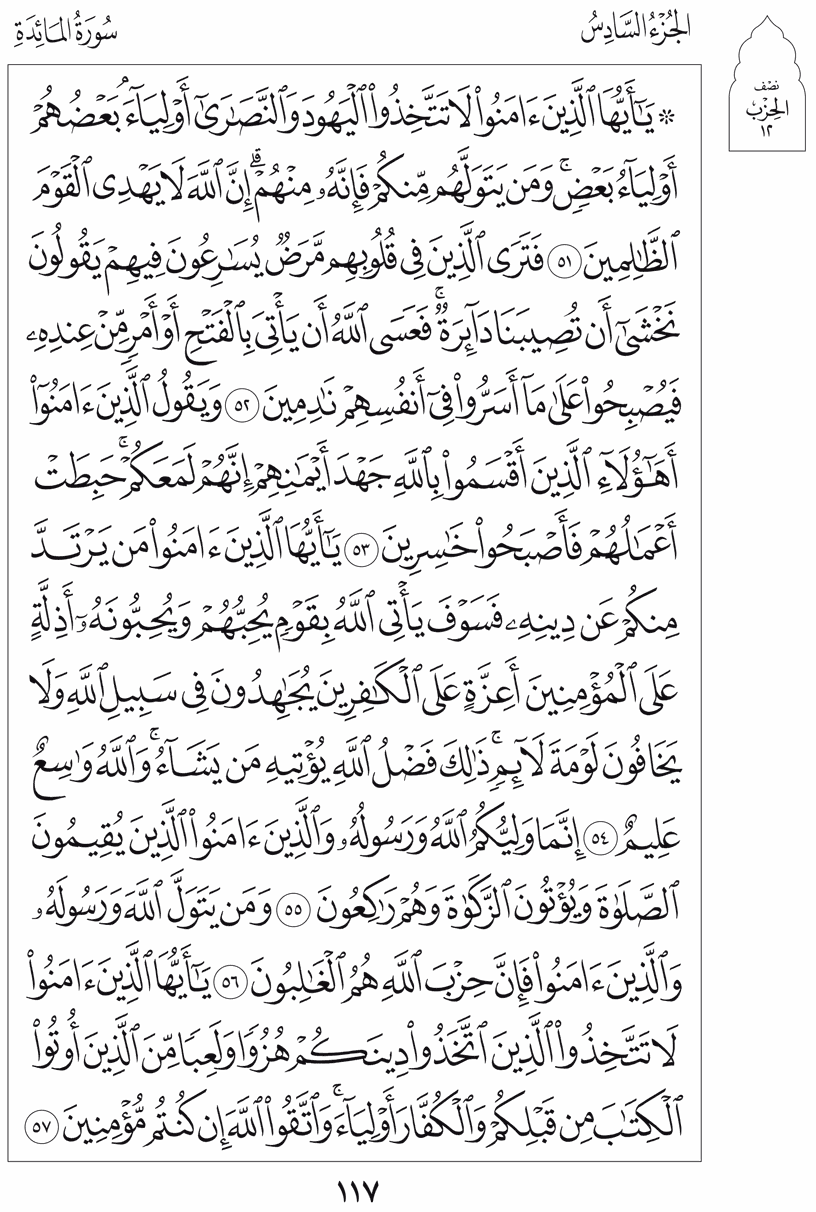 الجُزْءُ السَّادِسُ
سُورَةُ المَائِدَةِ
نصف
الحزب
١٢
۞ يَـٰٓأَيُّهَا ٱلَّذِينَ ءَامَنُوا۟ لَا تَتَّخِذُوا۟ ٱلْيَهُودَ وَٱلنَّصَـٰرَىٰٓ أَوْلِيَآءَ ۘ بَعْضُهُمْ
أَوْلِيَآءُ بَعْضٍ ۚ وَمَن يَتَوَلَّهُم مِّنكُمْ فَإِنَّهُۥ مِنْهُمْ ۗ إِنَّ ٱللَّهَ لَا يَهْدِى ٱلْقَوْمَ
ٱلظَّـٰلِمِينَ ٥١ فَتَرَى ٱلَّذِينَ فِى قُلُوبِهِم مَّرَضٌ يُسَـٰرِعُونَ فِيهِمْ يَقُولُونَ
نَخْشَىٰٓ أَن تُصِيبَنَا دَآئِرَةٌ ۚ فَعَسَى ٱللَّهُ أَن يَأْتِىَ بِٱلْفَتْحِ أَوْ أَمْرٍ مِّنْ عِندِهِۦ
فَيُصْبِحُوا۟ عَلَىٰ مَآ أَسَرُّوا۟ فِىٓ أَنفُسِهِمْ نَـٰدِمِينَ ٥٢ وَيَقُولُ ٱلَّذِينَ ءَامَنُوٓا۟
أَهَـٰٓؤُلَآءِ ٱلَّذِينَ أَقْسَمُوا۟ بِٱللَّهِ جَهْدَ أَيْمَـٰنِهِمْ إِنَّهُمْ لَمَعَكُمْ ۚ حَبِطَتْ
أَعْمَـٰلُهُمْ فَأَصْبَحُوا۟ خَـٰسِرِينَ ٥٣ يَـٰٓأَيُّهَا ٱلَّذِينَ ءَامَنُوا۟ مَن يَرْتَدَّ
مِنكُمْ عَن دِينِهِۦ فَسَوْفَ يَأْتِى ٱللَّهُ بِقَوْمٍ يُحِبُّهُمْ وَيُحِبُّونَهُۥٓ أَذِلَّةٍ
عَلَى ٱلْمُؤْمِنِينَ أَعِزَّةٍ عَلَى ٱلْكَـٰفِرِينَ يُجَـٰهِدُونَ فِى سَبِيلِ ٱللَّهِ وَلَا
يَخَافُونَ لَوْمَةَ لَآئِمٍ ۚ ذَٰلِكَ فَضْلُ ٱللَّهِ يُؤْتِيهِ مَن يَشَآءُ ۚ وَٱللَّهُ وَٰسِعٌ
عَلِيمٌ ٥٤ إِنَّمَا وَلِيُّكُمُ ٱللَّهُ وَرَسُولُهُۥ وَٱلَّذِينَ ءَامَنُوا۟ ٱلَّذِينَ يُقِيمُونَ
ٱلصَّلَوٰةَ وَيُؤْتُونَ ٱلزَّكَوٰةَ وَهُمْ رَٰكِعُونَ ٥٥ وَمَن يَتَوَلَّ ٱللَّهَ وَرَسُولَهُۥ
وَٱلَّذِينَ ءَامَنُوا۟ فَإِنَّ حِزْبَ ٱللَّهِ هُمُ ٱلْغَـٰلِبُونَ ٥٦ يَـٰٓأَيُّهَا ٱلَّذِينَ ءَامَنُوا۟
لَا تَتَّخِذُوا۟ ٱلَّذِينَ ٱتَّخَذُوا۟ دِينَكُمْ هُزُوًا وَلَعِبًا مِّنَ ٱلَّذِينَ أُوتُوا۟
ٱلْكِتَـٰبَ مِن قَبْلِكُمْ وَٱلْكُفَّارَ أَوْلِيَآءَ ۚ وَٱتَّقُوا۟ ٱللَّهَ إِن كُنتُم مُّؤْمِنِينَ ٥٧
١١٧